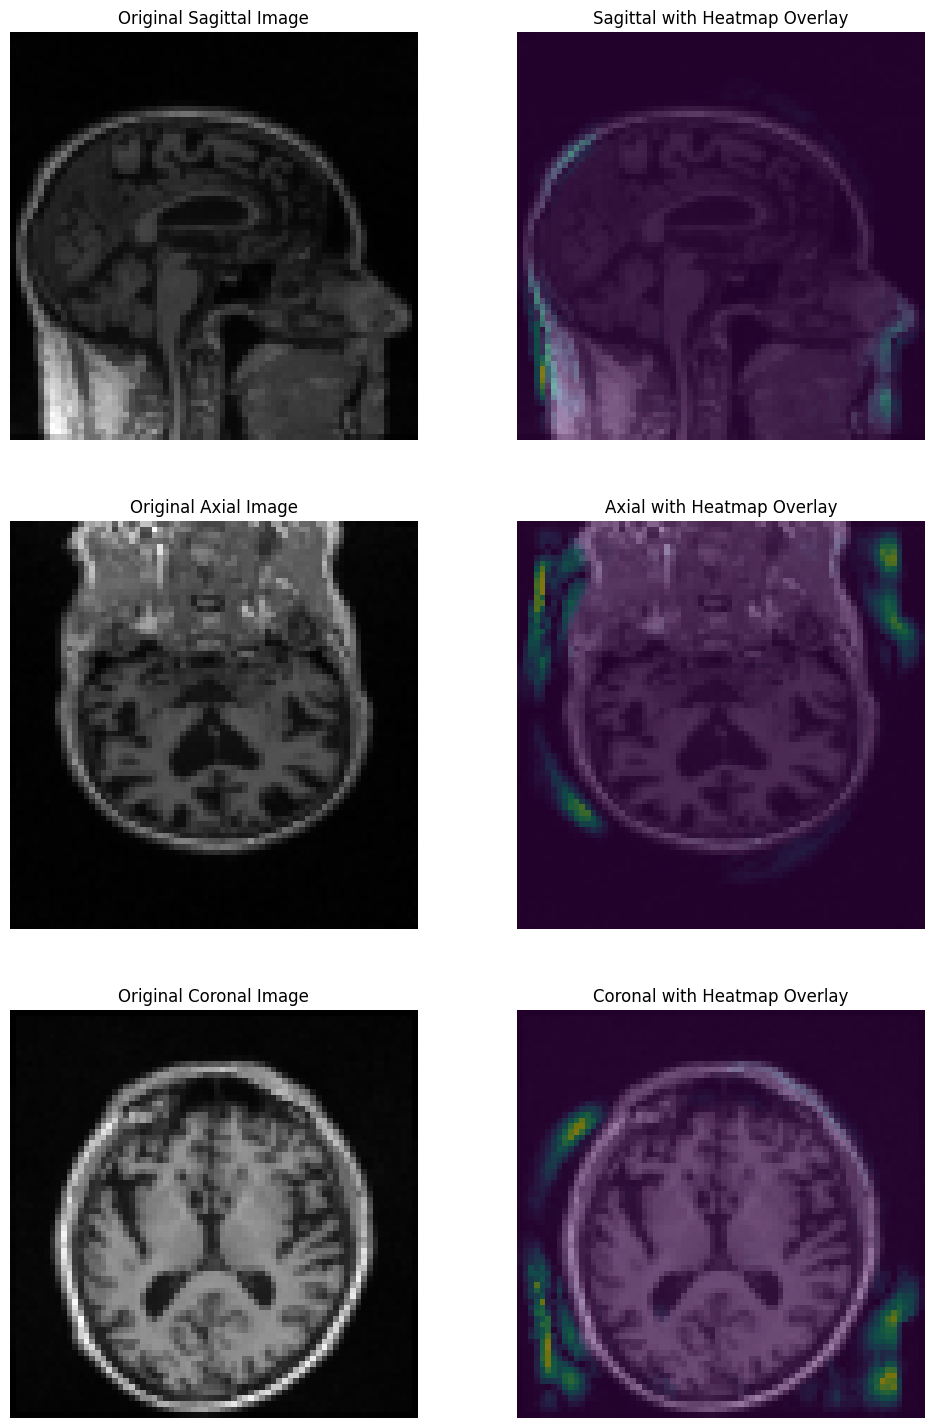 Original Sagittal Image
Sagittal with Heatmap Overlay
Original Axial Image
Axial with Heatmap Overlay
Original Coronal Image
Coronal with Heatmap Overlay